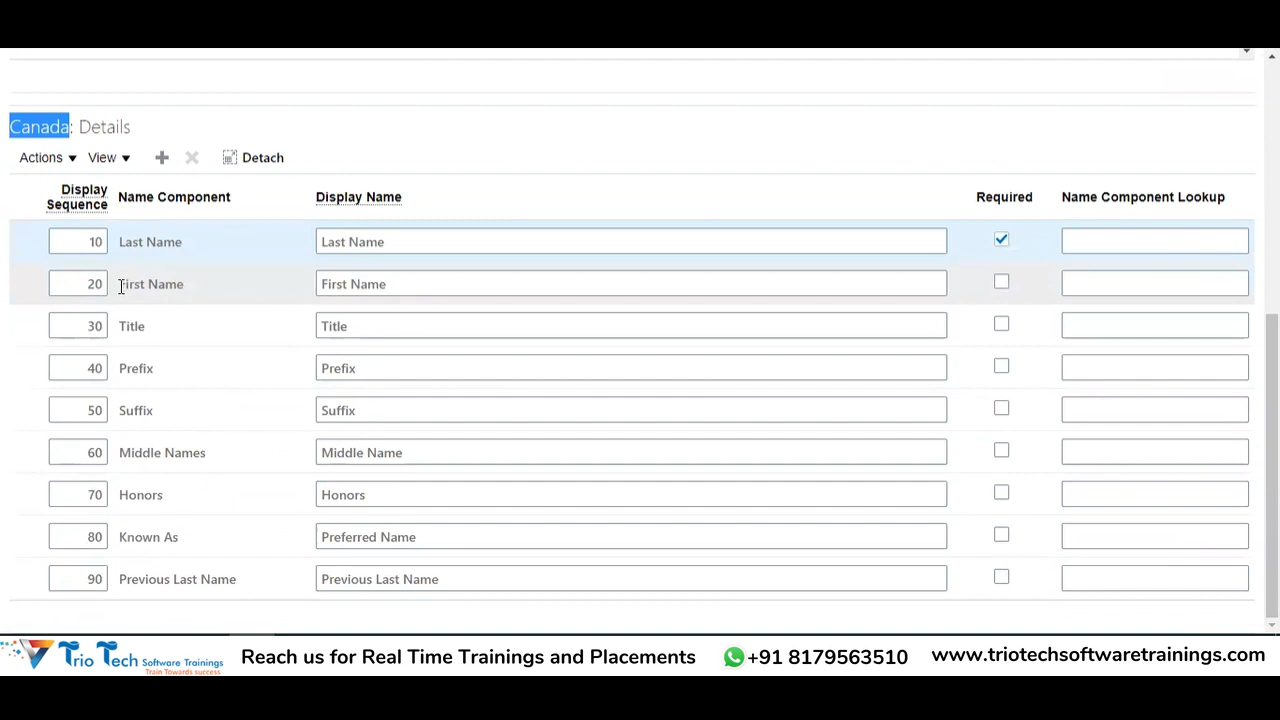 Canada: Details
Actions View Detach
Display Sequence Name Component Display Name Required Name Component Lookup
10 Last Name Last Name
20 First Name First Name
30 Title Title
40 Prefix Prefix
50 Suffix Suffix
60 Middle Names Middle Name
70 Honors Honors
80 Known As Preferred Name
90 Previous Last Name Previous Last Name
Trio Tech Software Trainings
Train Towards success
Reach us for Real Time Trainings and Placements
+91 8179563510
www.triotechsoftwaretrainings.com